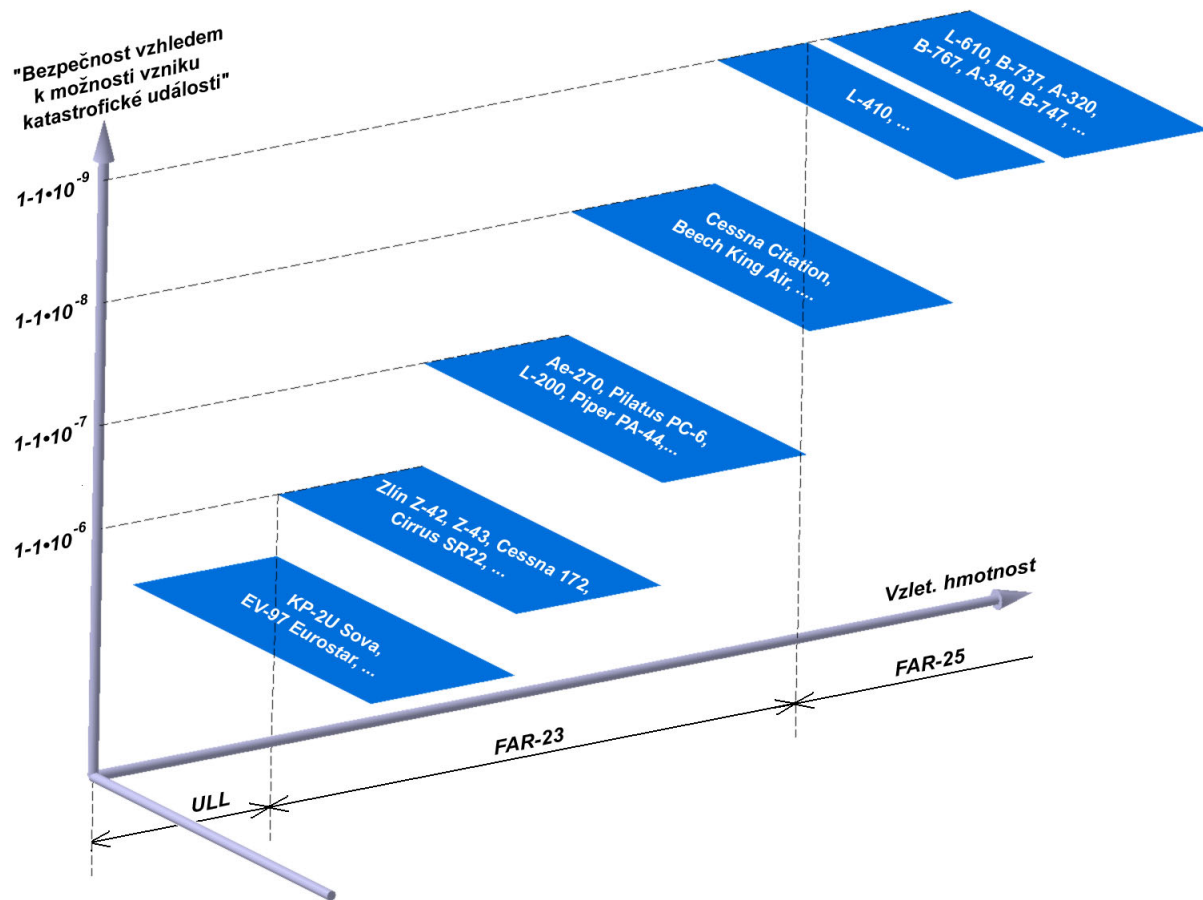 "Bezpečnost vzhledem
k možnosti vzniku
katastrofické události"
1-1•10⁻⁹
1-1•10⁻⁸
1-1•10⁻⁷
1-1•10⁻⁶
L-610, B-737, A-320,
B-767, A-340, B-747, ...
L-410, ...
Cessna Citation,
Beech King Air, ....
Ae-270, Pilatus PC-6,
L-200, Piper PA-44,...
Zlín Z-42, Z-43, Cessna 172,
Cirrus SR22, ...
KP-2U Sova,
EV-97 Eurostar, ...
Vzlet. hmotnost
FAR-25
FAR-23
ULL